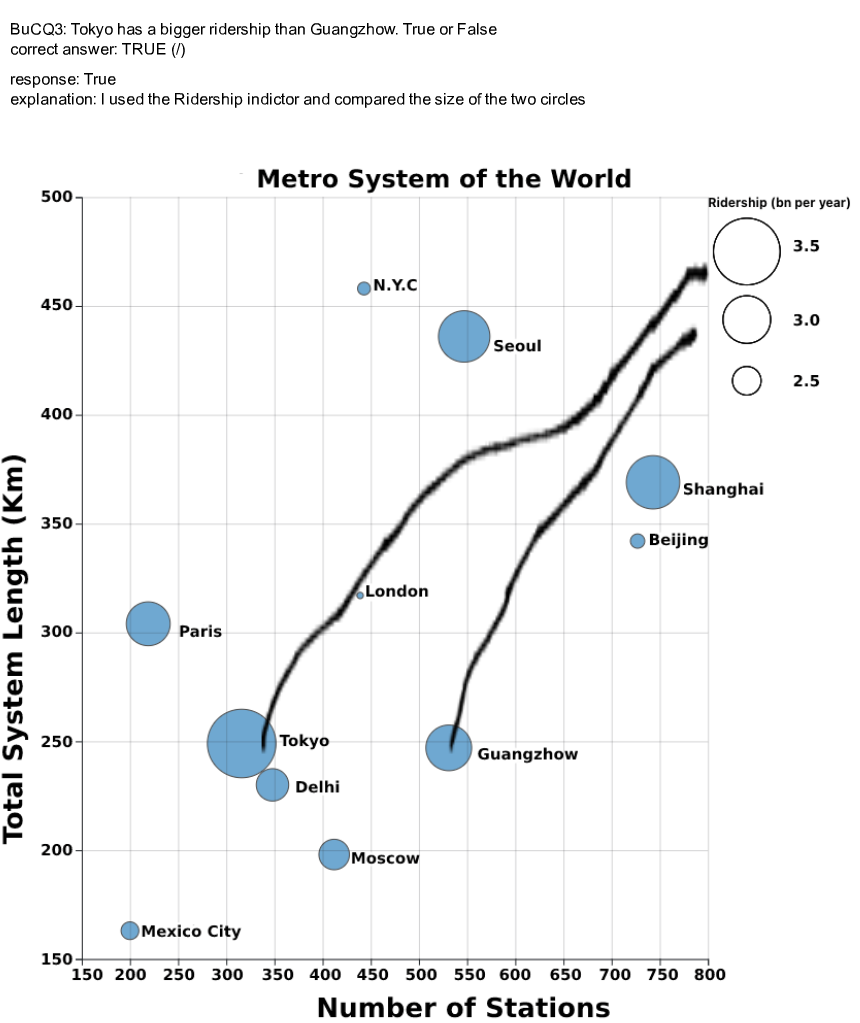 BuCQ3: Tokyo has a bigger ridership than Guangzhow. True or False
correct answer: TRUE (/)
response: True
explanation: I used the Ridership indictor and compared the size of the two circles
Metro System of the World
Ridership (bn per year)
3.5
3.0
2.5
500
450
400
350
300
250
200
150
Total System Length (Km)
N.Y.C
Seoul
Shanghai
Beijing
London
Paris
Tokyo
Guangzhow
Delhi
Moscow
Mexico City
150 200 250 300 350 400 450 500 550 600 650 700 750 800
Number of Stations